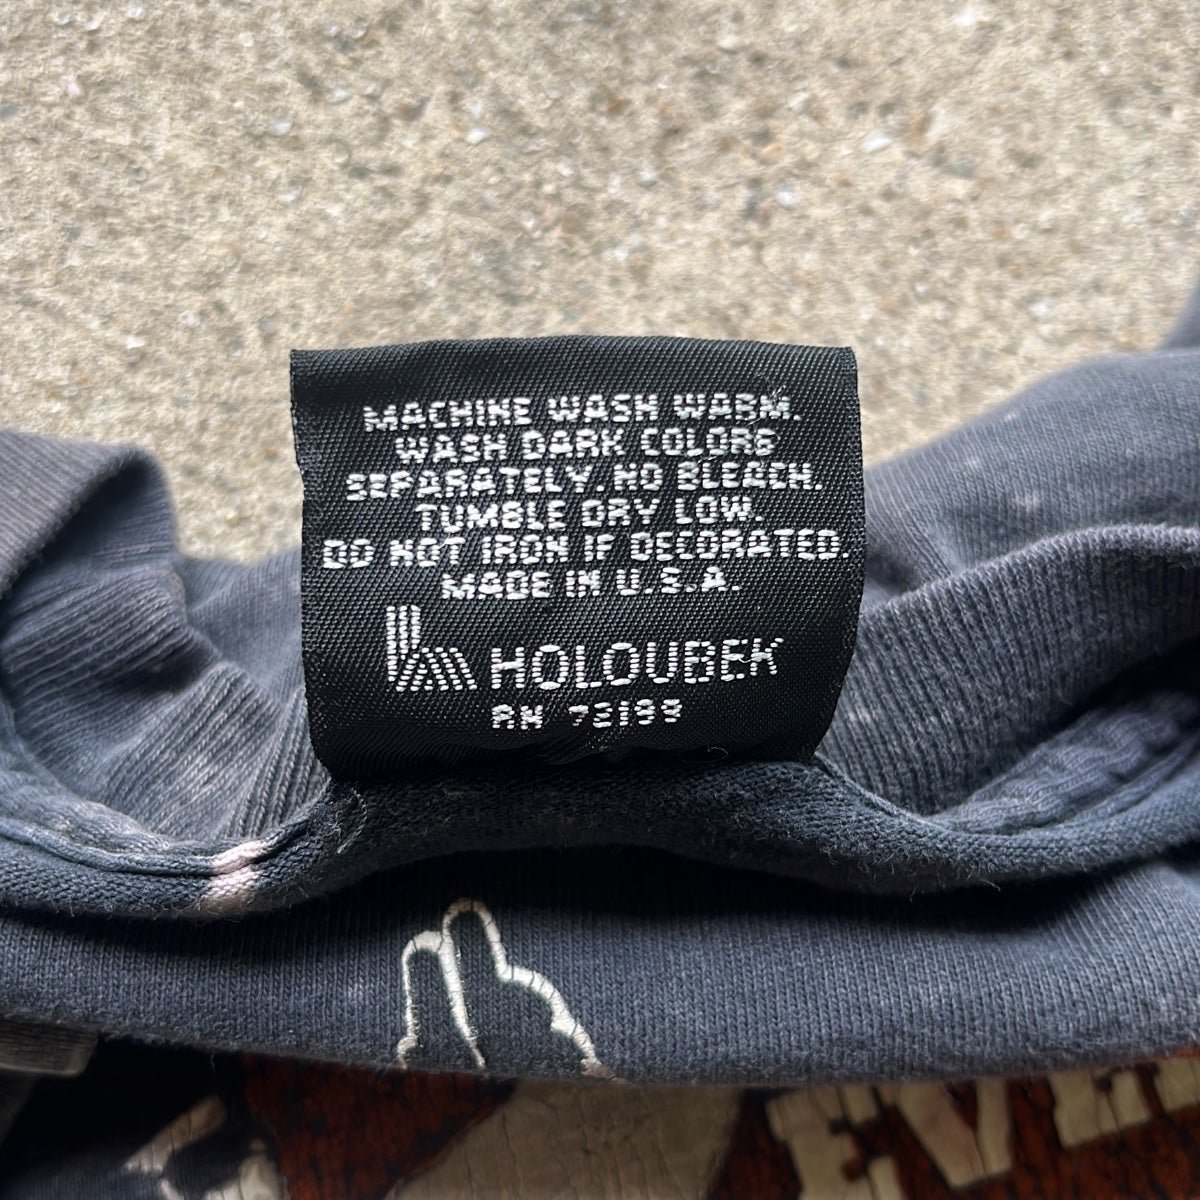 MACHINE WASH WARM.
WASH DARK COLORS
SEPARATELY. NO BLEACH.
TUMBLE DRY LOW.
DO NOT IRON IF DECORATED.
MADE IN U.S.A.
HOLOUBEK
RN 72199